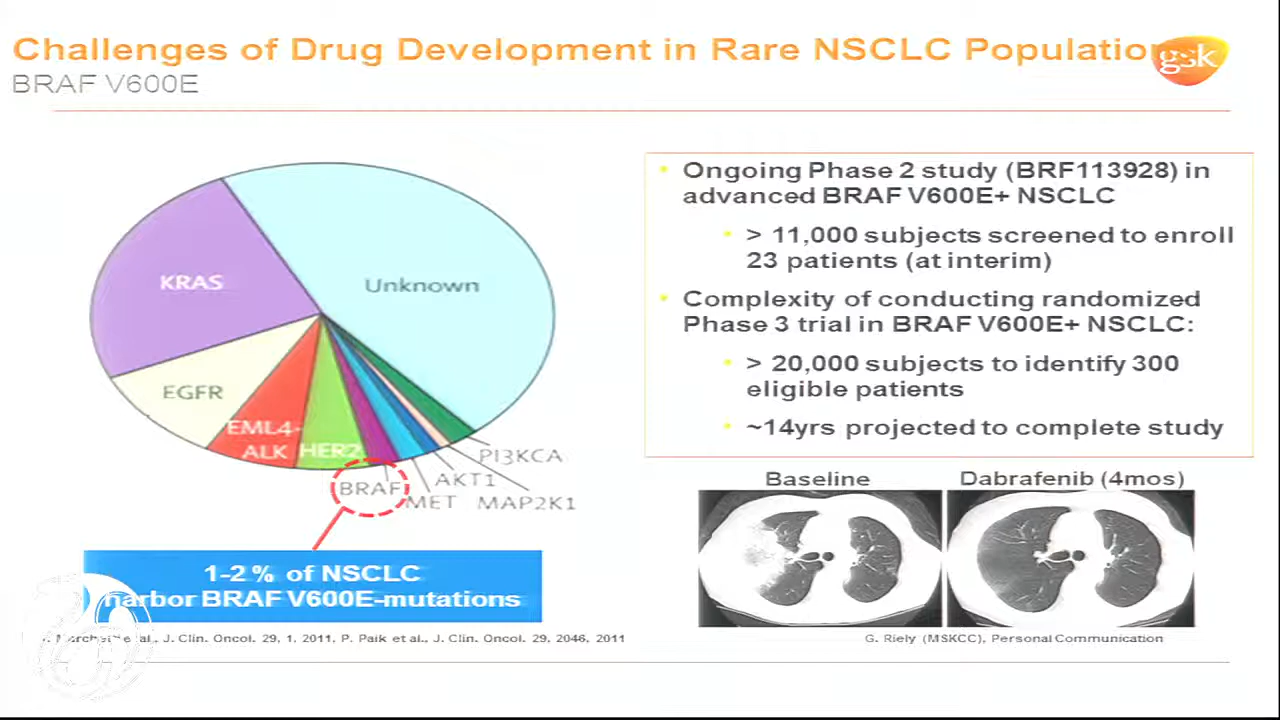 Challenges of Drug Development in Rare NSCLC Population
gsk
BRAF V600E
KRAS
Unknown
EGFR
EML4-
ALK
HER2
BRAF
MET
AKT1
MAP2K1
PI3KCA
1-2% of NSCLC
harbor BRAF V600E-mutations
• Ongoing Phase 2 study (BRF113928) in
advanced BRAF V600E+ NSCLC
• > 11,000 subjects screened to enroll
23 patients (at interim)
• Complexity of conducting randomized
Phase 3 trial in BRAF V600E+ NSCLC:
• > 20,000 subjects to identify 300
eligible patients
• ~14yrs projected to complete study
Baseline
Dabrafenib (4mos)
al., J. Clin. Oncol. 29, 1. 2011. P. Paik et al., J. Clin. Oncol. 29. 2046. 2011
G. Riely (MSKCC), Personal Communication